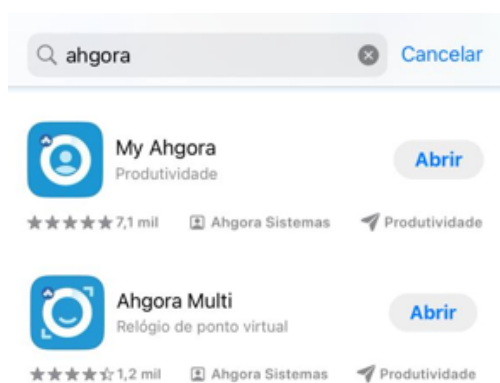 ahgora Cancelar
My Ahgora
Produtividade
Abrir
7,1 mil Ahgora Sistemas Produtividade
Ahgora Multi
Relógio de ponto virtual
Abrir
1,2 mil Ahgora Sistemas Produtividade